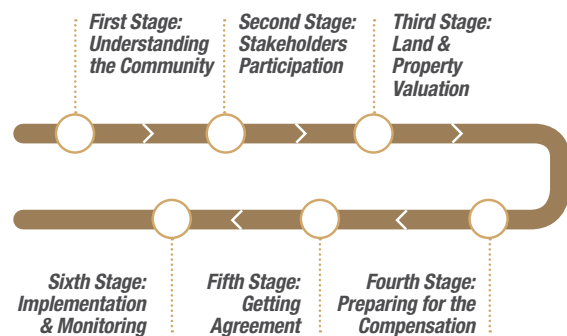 First Stage:
Understanding
the Community
Second Stage:
Stakeholders
Participation
Third Stage:
Land &
Property
Valuation
Fourth Stage:
Preparing for the
Compensation
Fifth Stage:
Getting
Agreement
Sixth Stage:
Implementation
& Monitoring